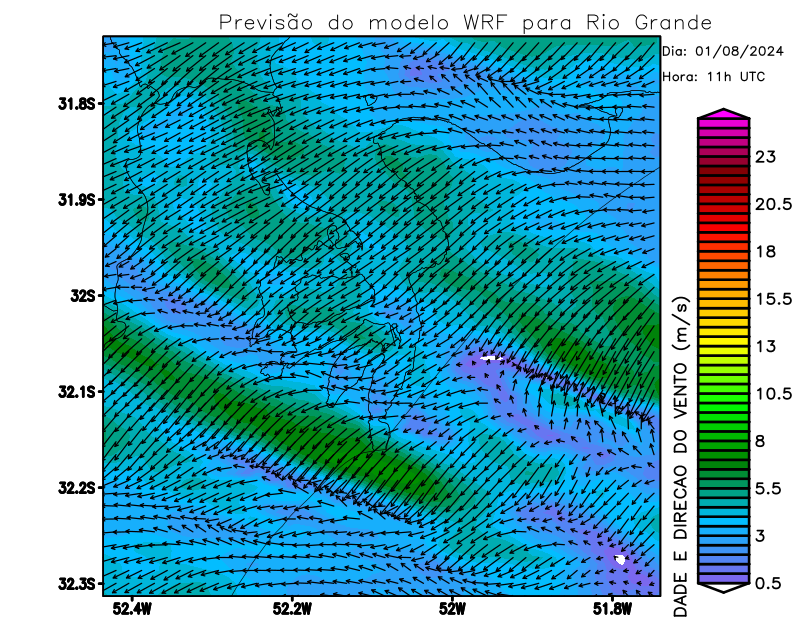 Previsão do modelo WRF para Rio Grande
Dia: 01/08/2024
Hora: 11h UTC
31.8S
31.9S
32S
32.1S
32.2S
32.3S
52.4W
52.2W
52W
51.8W
DADE E DIRECAO DO VENTO (m/s)
23
20.5
18
15.5
13
10.5
8
5.5
3
0.5